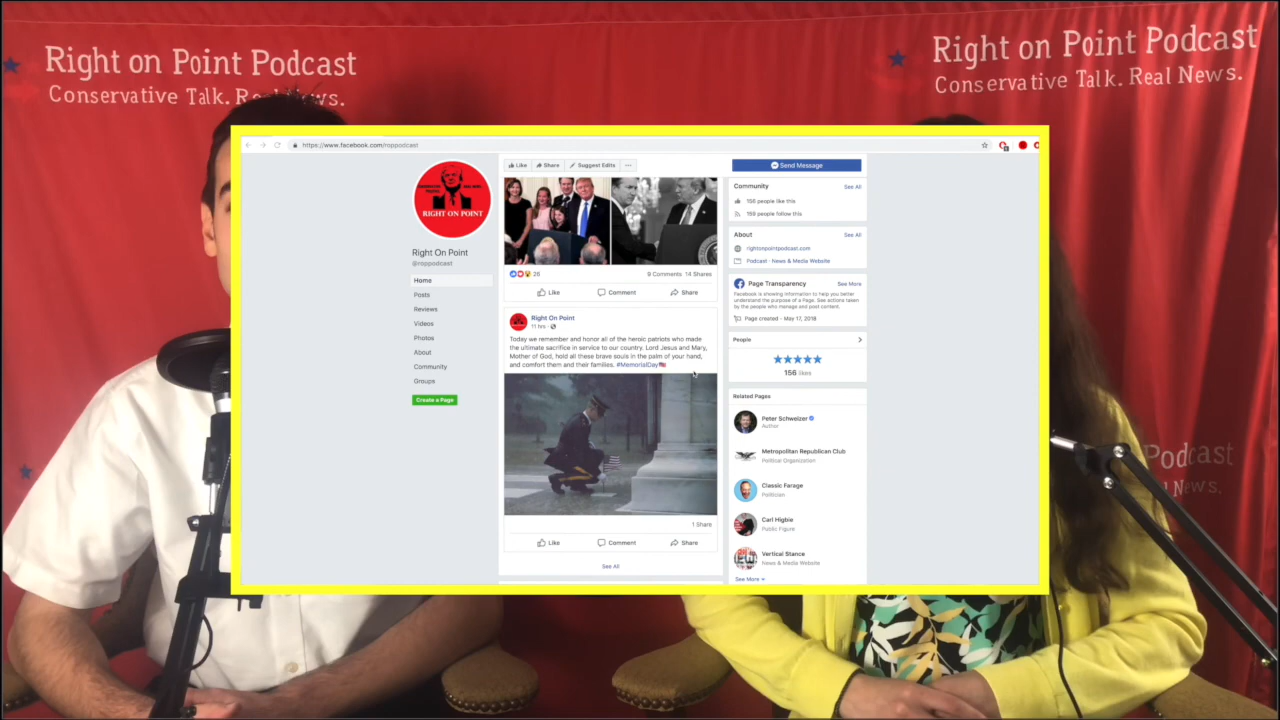 Right on Point Podcast
Conservative Talk. Real News.
Right on Point Podcast
Conservative Talk. Real News.
https://www.facebook.com/roppodcast
RIGHT ON POINT
Right On Point
@roppodcast
Home
Posts
Reviews
Videos
Photos
About
Community
Groups
Create a Page
Like
Share
Suggest Edits
26
9 Comments 14 Shares
Like
Comment
Share
Right On Point
11 hrs
Today we remember and honor all of the heroic patriots who made
the ultimate sacrifice in service to our country. Lord Jesus and Mary,
Mother of God, hold all these brave souls in the palm of your hand,
and comfort them and their families. #MemorialDay
1 Share
Like
Comment
Share
See All
Send Message
Community
See All
156 people like this
159 people follow this
About
See All
rightonpointpodcast.com
Podcast · News & Media Website
Page Transparency
See More
Facebook is showing information to help you better
understand the purpose of a Page. See actions taken
by the people who manage and post content.
Page created - May 17, 2018
People
156 likes
Related Pages
Peter Schweizer
Author
Metropolitan Republican Club
Political Organization
Classic Farage
Politician
Carl Higbie
Public Figure
Vertical Stance
News & Media Website
See More
Podcast
News.